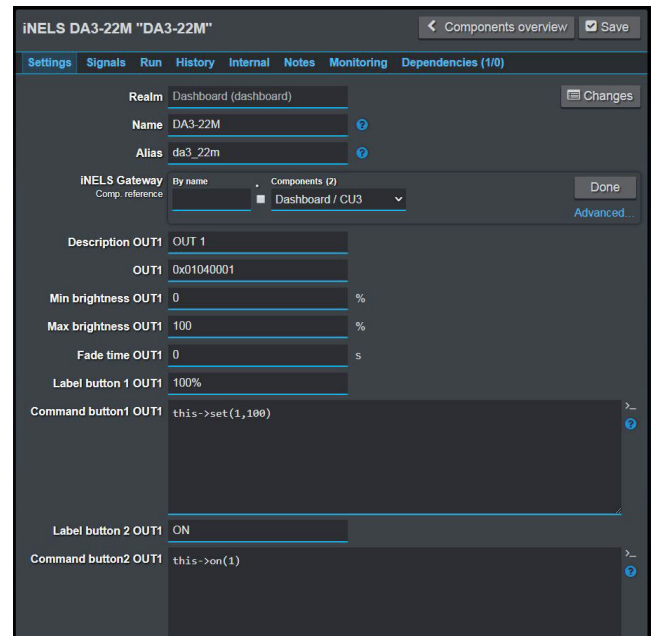 iNELS DA3-22M "DA3-22M"
Components overview
Save
Settings Signals Run History Internal Notes Monitoring Dependencies (1/0)
Realm Dashboard (dashboard)
Changes
Name DA3-22M
Alias da3_22m
iNELS Gateway
Comp. reference
By name
Components (2)
Dashboard / CU3
Done
Advanced...
Description OUT1 OUT 1
OUT1 0x01040001
Min brightness OUT1 0 %
Max brightness OUT1 100 %
Fade time OUT1 0 s
Label button 1 OUT1 100%
Command button1 OUT1 this->set(1,100)
Label button 2 OUT1 ON
Command button2 OUT1 this->on(1)